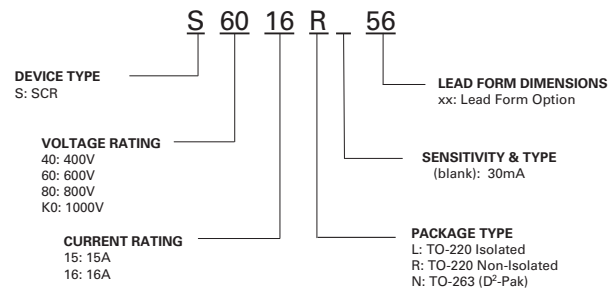 S 60 16 R _ 56
DEVICE TYPE
S: SCR
VOLTAGE RATING
40: 400V
60: 600V
80: 800V
K0: 1000V
CURRENT RATING
15: 15A
16: 16A
LEAD FORM DIMENSIONS
xx: Lead Form Option
SENSITIVITY & TYPE
(blank): 30mA
PACKAGE TYPE
L: TO-220 Isolated
R: TO-220 Non-Isolated
N: TO-263 (D²-Pak)